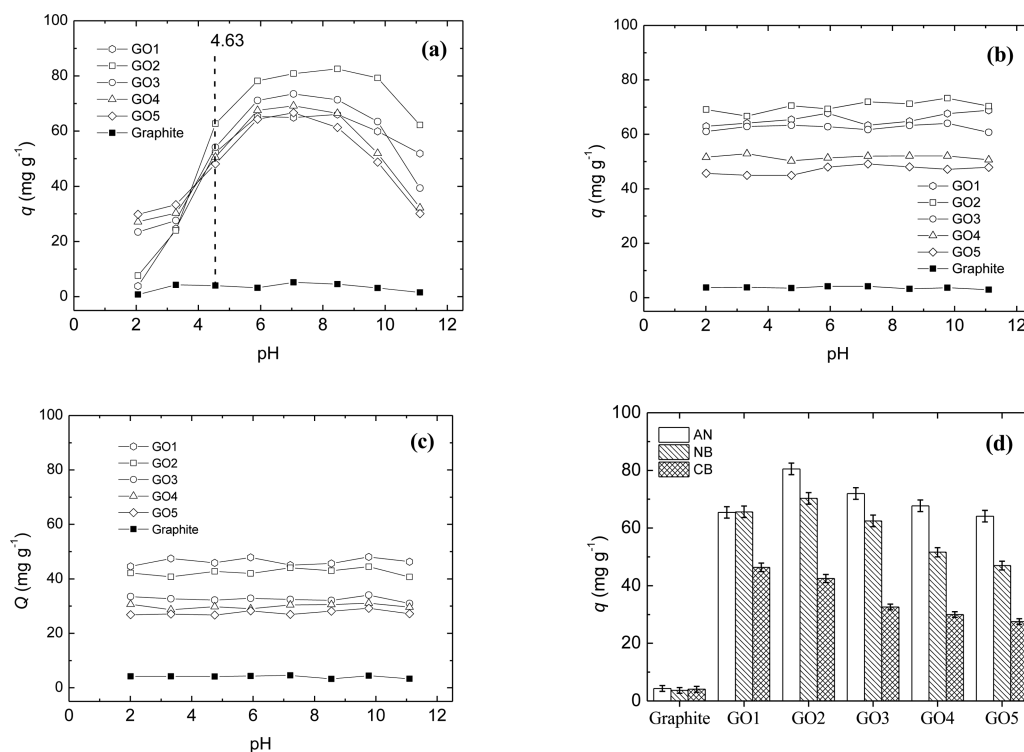 (a)
4.63
GO1
GO2
GO3
GO4
GO5
Graphite
100
80
60
40
20
0
q (mg g⁻¹)
0 2 4 6 8 10 12
pH
(b)
100
80
60
40
20
0
q (mg g⁻¹)
GO1
GO2
GO3
GO4
GO5
Graphite
0 2 4 6 8 10 12
pH
(c)
GO1
GO2
GO3
GO4
GO5
Graphite
100
80
60
40
20
0
Q (mg g⁻¹)
0 2 4 6 8 10 12
pH
(d)
AN
NB
CB
100
80
60
40
20
0
q (mg g⁻¹)
Graphite GO1 GO2 GO3 GO4 GO5